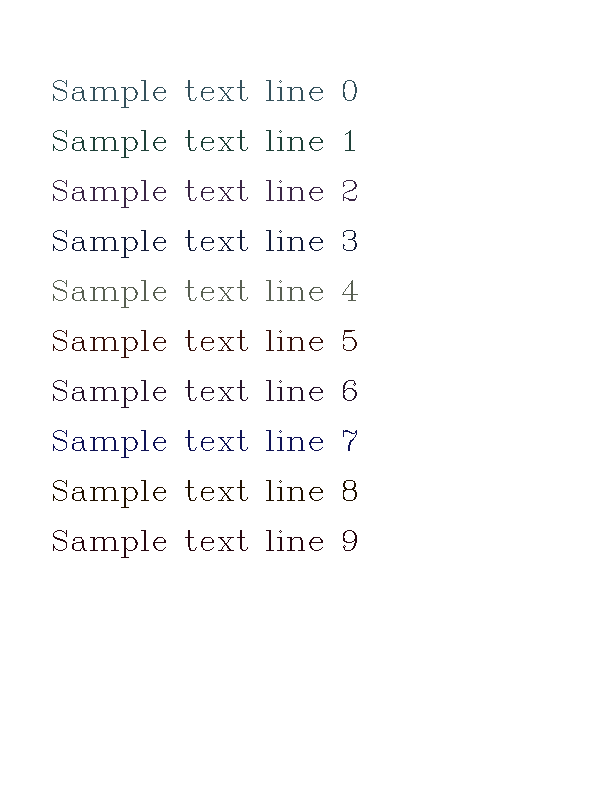 Sample text line 0
Sample text line 1
Sample text line 2
Sample text line 3
Sample text line 4
Sample text line 5
Sample text line 6
Sample text line 7
Sample text line 8
Sample text line 9